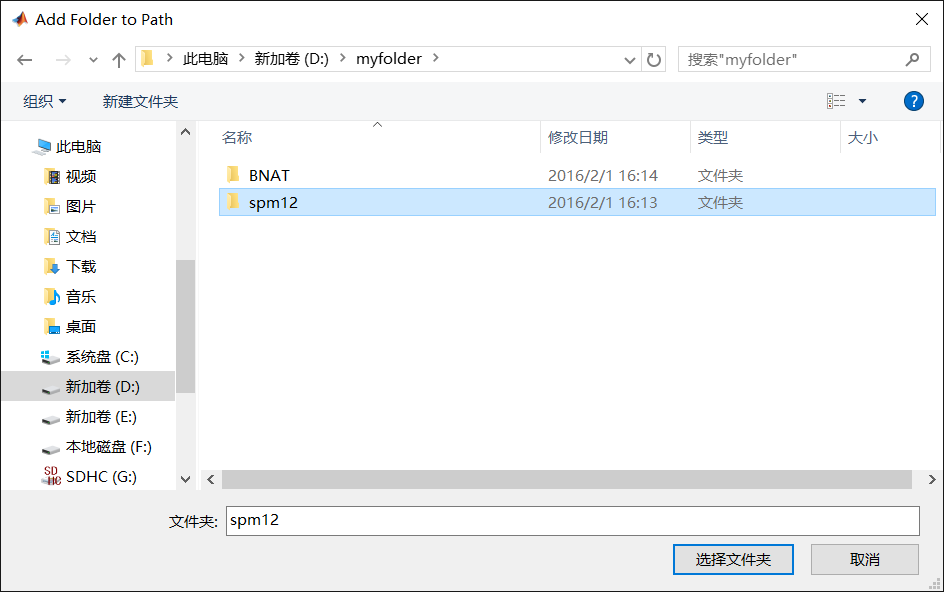 Add Folder to Path
此电脑 新加卷 (D:) myfolder 搜索"myfolder"
组织 新建文件夹 ?
名称 修改日期 类型 大小
BNAT 2016/2/1 16:14 文件夹
spm12 2016/2/1 16:13 文件夹
此电脑
视频
图片
文档
下载
音乐
桌面
系统盘 (C:)
新加卷 (D:)
新加卷 (E:)
本地磁盘 (F:)
SDHC (G:)
文件夹: spm12
选择文件夹 取消